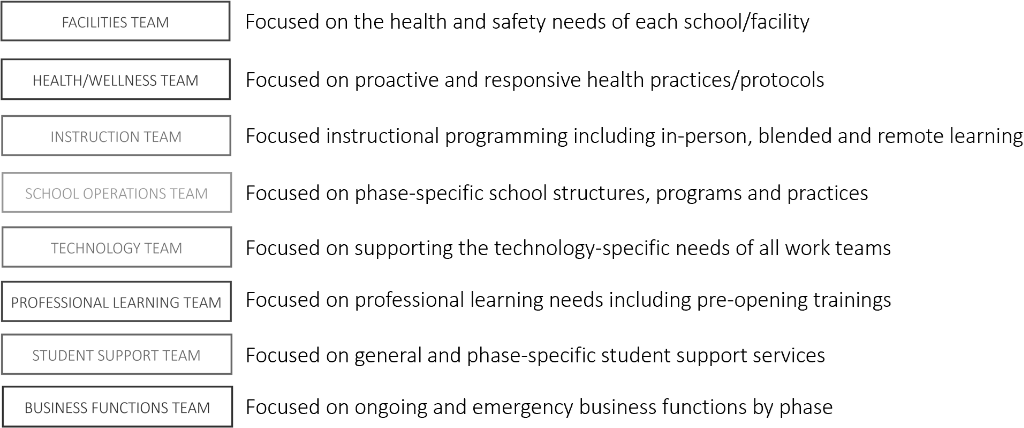 FACILITIES TEAM Focused on the health and safety needs of each school/facility
HEALTH/WELLNESS TEAM Focused on proactive and responsive health practices/protocols
INSTRUCTION TEAM Focused instructional programming including in-person, blended and remote learning
SCHOOL OPERATIONS TEAM Focused on phase-specific school structures, programs and practices
TECHNOLOGY TEAM Focused on supporting the technology-specific needs of all work teams
PROFESSIONAL LEARNING TEAM Focused on professional learning needs including pre-opening trainings
STUDENT SUPPORT TEAM Focused on general and phase-specific student support services
BUSINESS FUNCTIONS TEAM Focused on ongoing and emergency business functions by phase